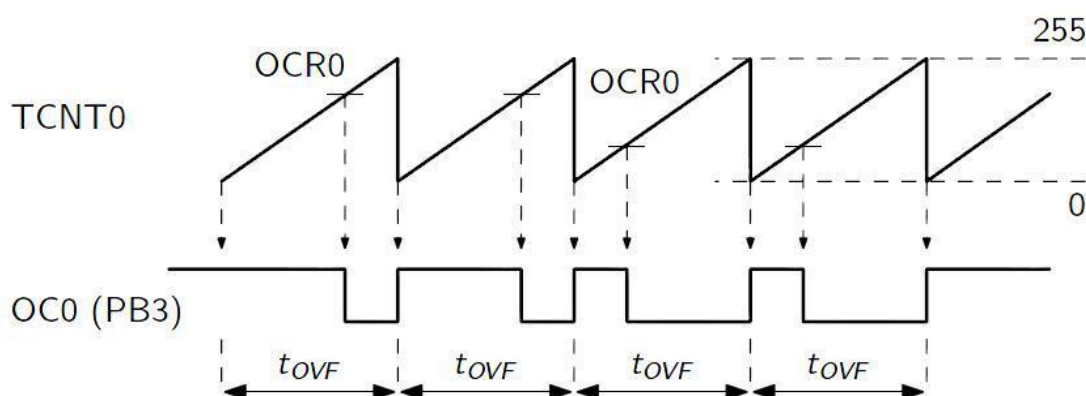 255
OCR0
OCR0
TCNT0
0
OC0 (PB3)
tOVF tOVF tOVF tOVF